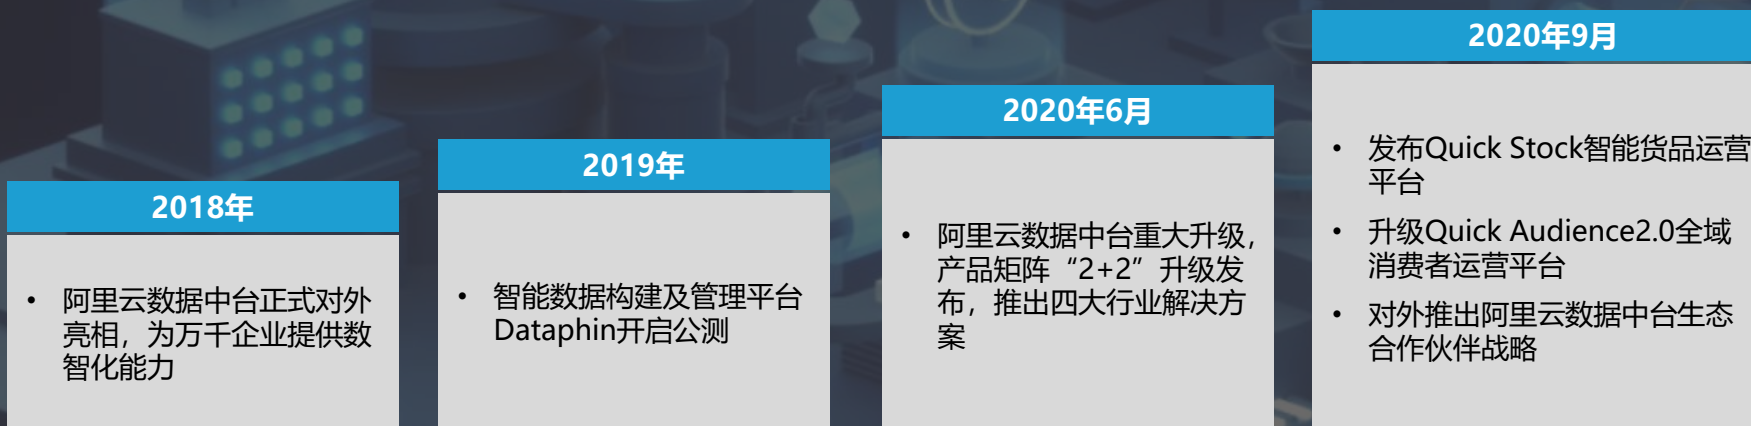 2018年
• 阿里云数据中台正式对外
亮相，为万千企业提供数
智化能力
2019年
• 智能数据构建及管理平台
Dataphin开启公测
2020年6月
• 阿里云数据中台重大升级，
产品矩阵“2+2”升级发
布，推出四大行业解决方
案
2020年9月
• 发布Quick Stock智能货品运营
平台
• 升级Quick Audience2.0全域
消费者运营平台
• 对外推出阿里云数据中台生态
合作伙伴战略